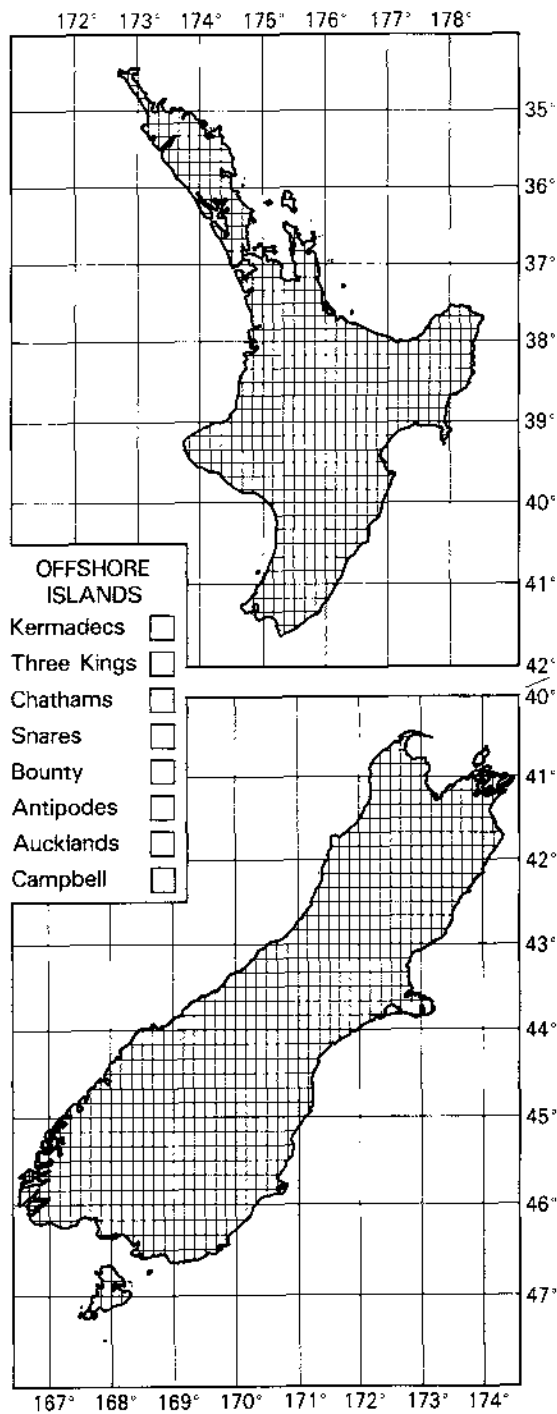 172° 173° 174° 175° 176° 177° 178°
35°
36°
37°
38°
39°
40°
41°
42°
OFFSHORE
ISLANDS
Kermadecs
Three Kings
Chathams
Snares
Bounty
Antipodes
Aucklands
Campbell
40°
41°
42°
43°
44°
45°
46°
47°
167° 168° 169° 170° 171° 172° 173° 174°